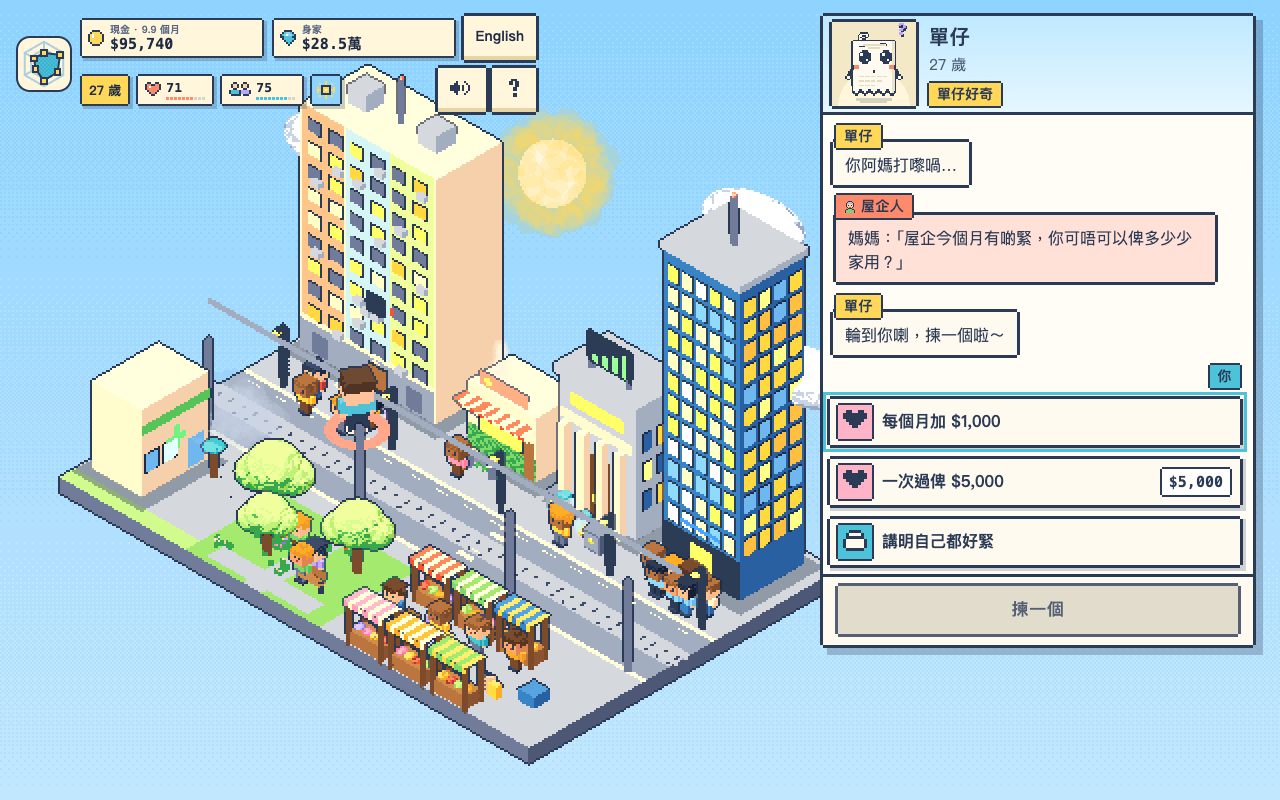 現金 · 9.9 個月
$95,740
身家
$28.5萬
English
27 歲
71
75
?
單仔
27 歲
單仔好奇
單仔
你阿媽打嚟喎…
屋企人
媽媽：「屋企今個月有啲緊，你可唔可以俾多少少
家用？」
單仔
輪到你喇，揀一個啦～
你
每個月加 $1,000
一次過俾 $5,000
$5,000
講明自己都好緊
揀一個